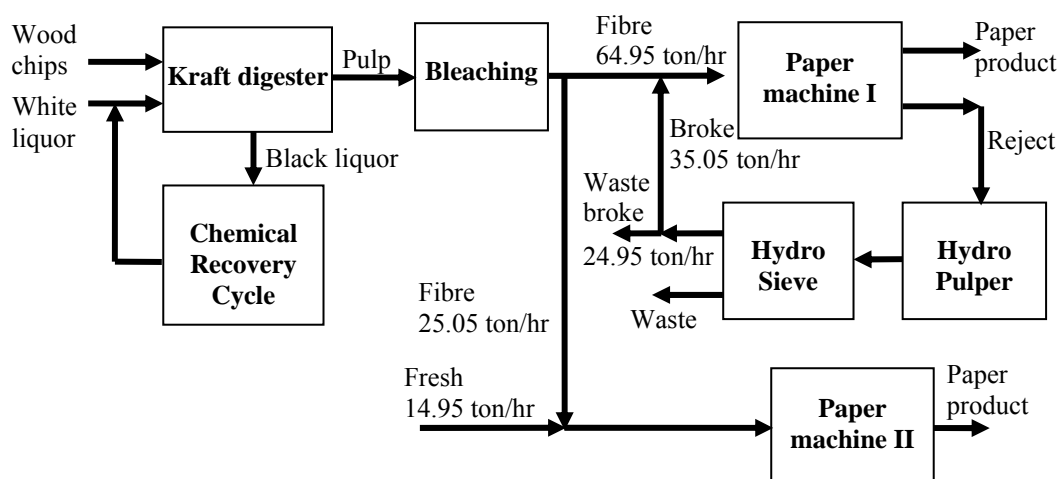 Wood
chips
White
liquor
Kraft digester
Pulp
Bleaching
Fibre
64.95 ton/hr
Paper
machine I
Paper
product
Black liquor
Broke
35.05 ton/hr
Reject
Chemical
Recovery
Cycle
Waste
broke
24.95 ton/hr
Hydro
Sieve
Hydro
Pulper
Waste
Fibre
25.05 ton/hr
Fresh
14.95 ton/hr
Paper
machine II
Paper
product